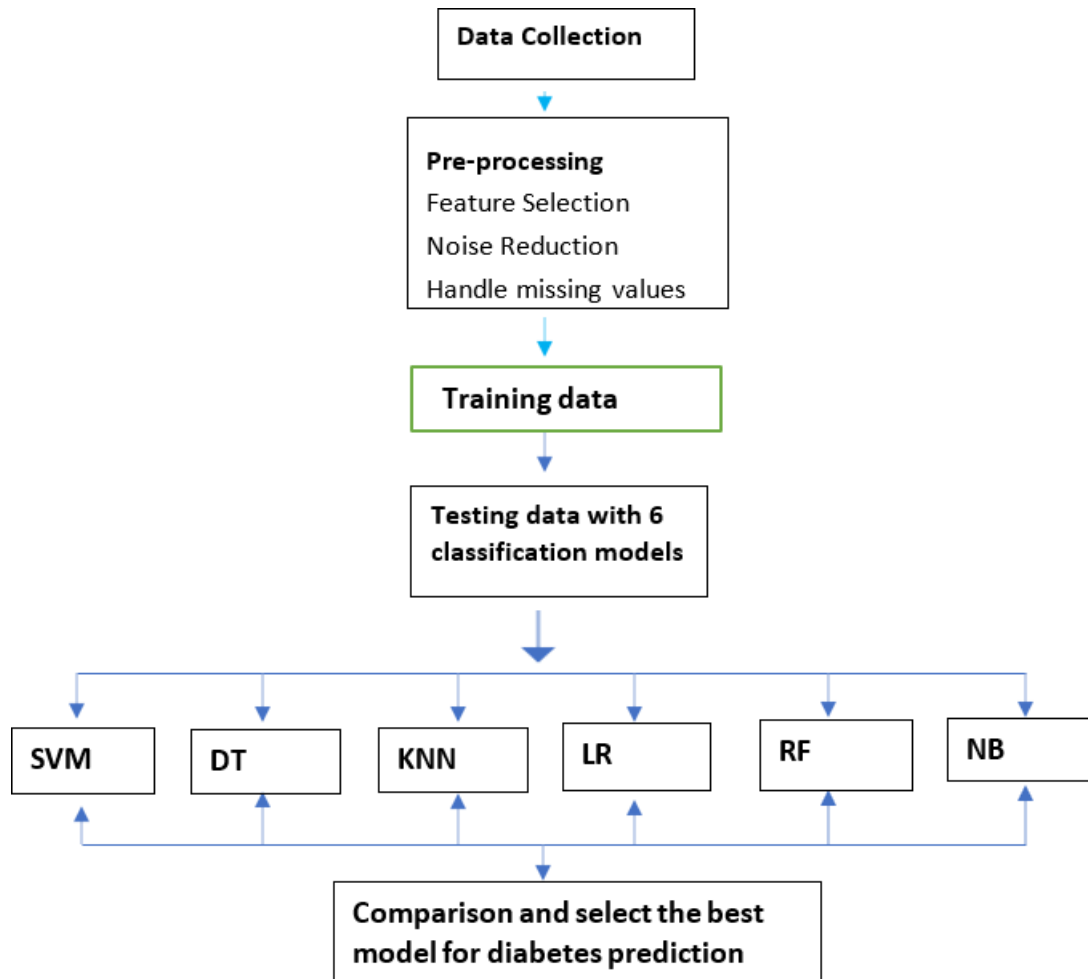 Data Collection
Pre-processing
Feature Selection
Noise Reduction
Handle missing values
Training data
Testing data with 6
classification models
SVM
DT
KNN
LR
RF
NB
Comparison and select the best
model for diabetes prediction